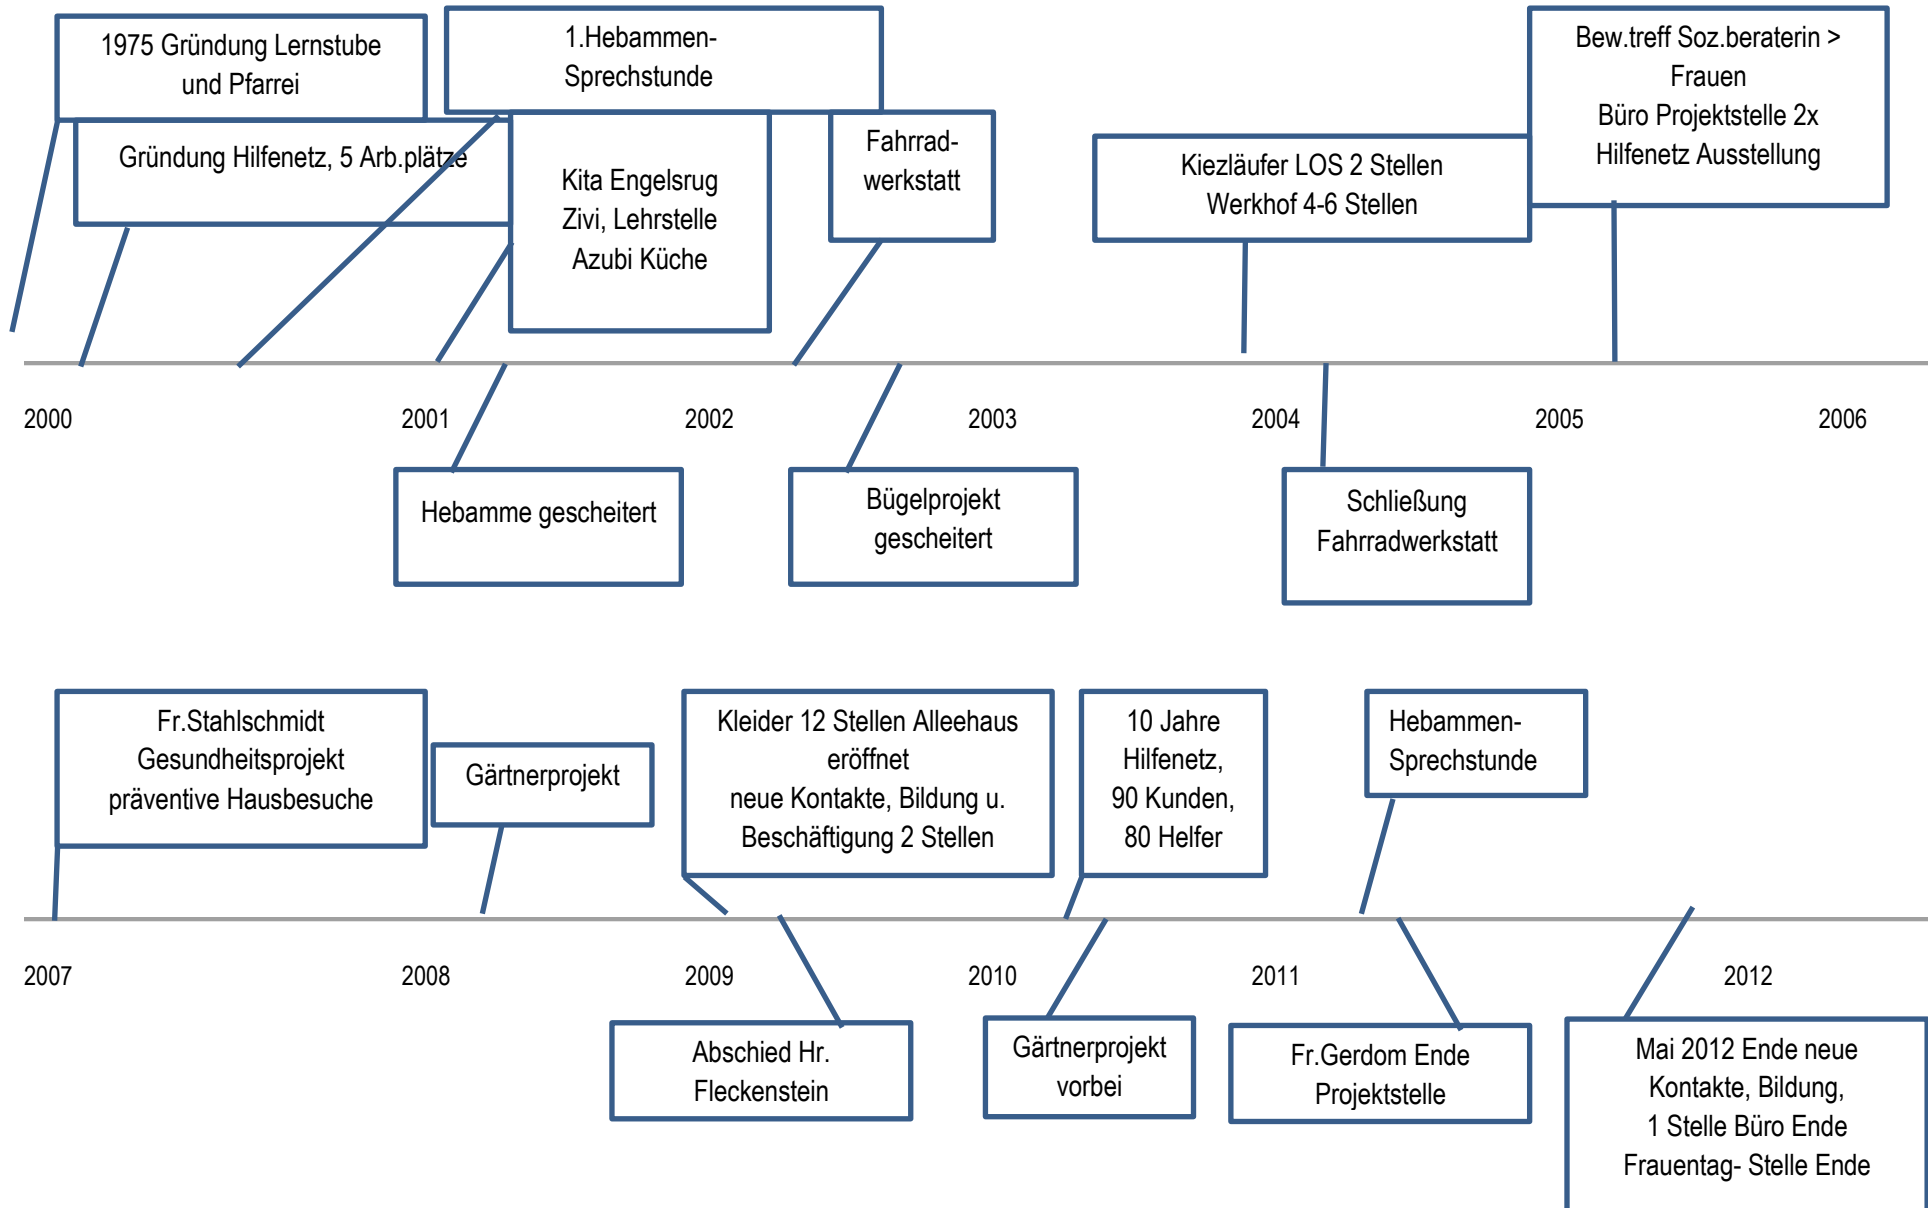 1975 Gründung Lernstube
und Pfarrei
1.Hebammen-
Sprechstunde
Bew.treff Soz.beraterin >
Frauen
Büro Projektstelle 2x
Hilfenetz Ausstellung
Gründung Hilfenetz, 5 Arb.plätze
Kita Engelsrug
Zivi, Lehrstelle
Azubi Küche
Fahrrad-
werkstatt
Kiezläufer LOS 2 Stellen
Werkhof 4-6 Stellen
2000
2001
2002
2003
2004
2005
2006
Hebamme gescheitert
Bügelprojekt
gescheitert
Schließung
Fahrradwerkstatt
Fr.Stahlschmidt
Gesundheitsprojekt
präventive Hausbesuche
Gärtnerprojekt
Kleider 12 Stellen Alleehaus
eröffnet
neue Kontakte, Bildung u.
Beschäftigung 2 Stellen
10 Jahre
Hilfenetz,
90 Kunden,
80 Helfer
Hebammen-
Sprechstunde
2007
2008
2009
2010
2011
2012
Abschied Hr.
Fleckenstein
Gärtnerprojekt
vorbei
Fr.Gerdom Ende
Projektstelle
Mai 2012 Ende neue
Kontakte, Bildung,
1 Stelle Büro Ende
Frauentag- Stelle Ende